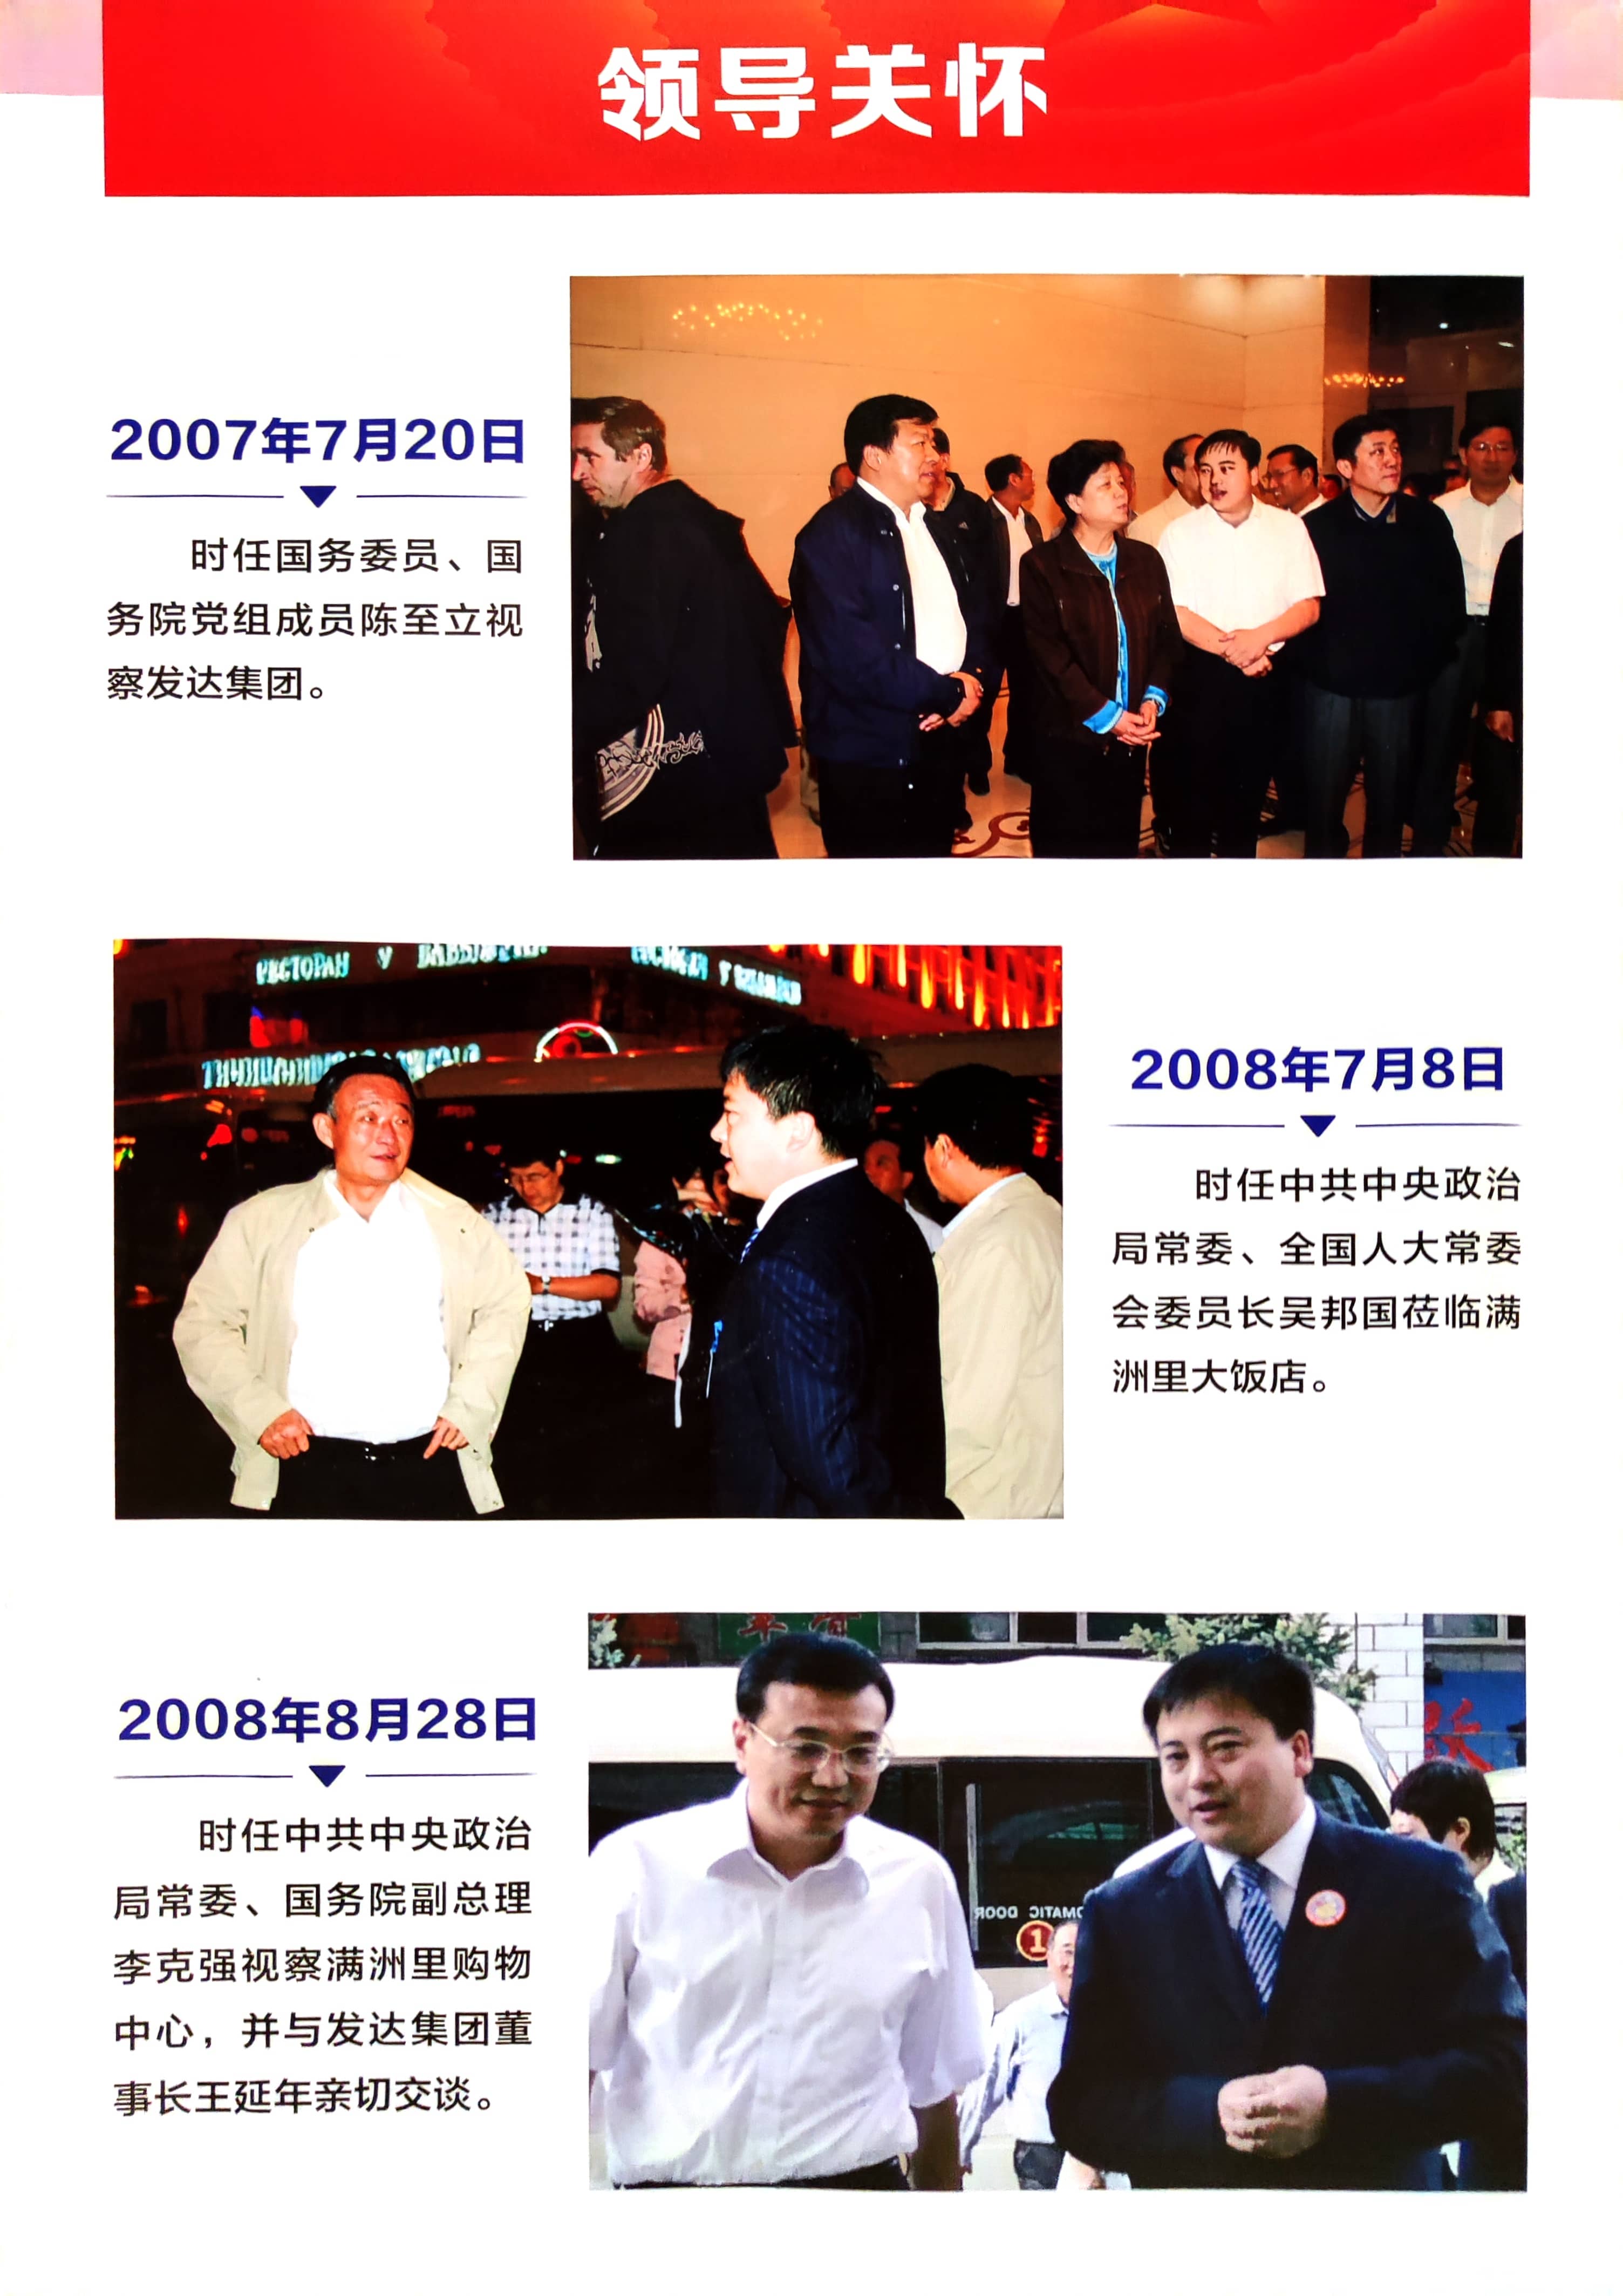 领导关怀
2007年7月20日
时任国务委员、国
务院党组成员陈至立视
察发达集团。
РЕСТОРАН У
2008年7月8日
时任中共中央政治
局常委、全国人大常委
会委员长吴邦国莅临满
洲里大饭店。
2008年8月28日
时任中共中央政治
局常委、国务院副总理
李克强视察满洲里购物
中心，并与发达集团董
事长王延年亲切交谈。
OMATIC DOOR
1